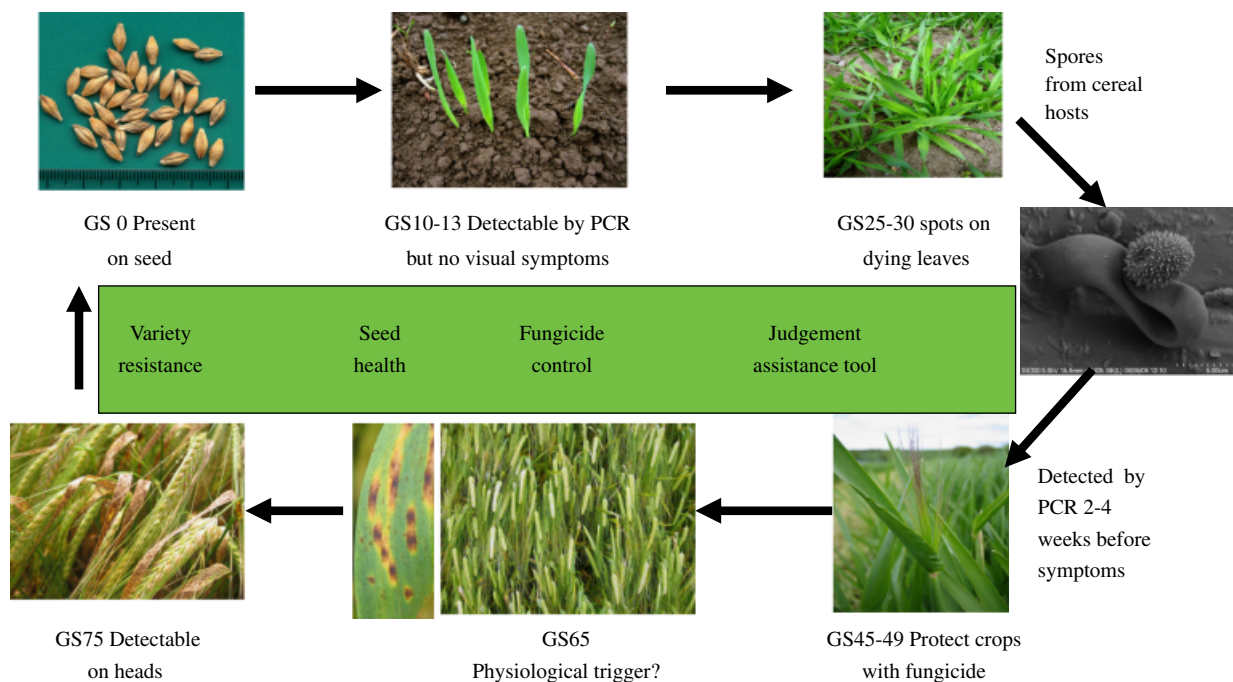 Spores
from cereal
hosts
GS 0 Present
on seed
GS10-13 Detectable by PCR
but no visual symptoms
GS25-30 spots on
dying leaves
Variety
resistance
Seed
health
Fungicide
control
Judgement
assistance tool
Detected by
PCR 2-4
weeks before
symptoms
GS75 Detectable
on heads
GS65
Physiological trigger?
GS45-49 Protect crops
with fungicide